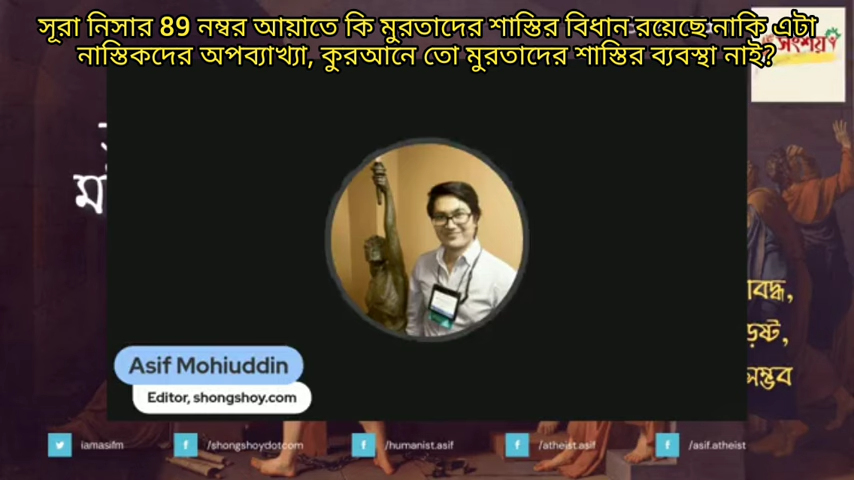 সূরা নিসার 89 নম্বর আয়াতে কি মুরতাদের শাস্তির বিধান রয়েছে নাকি এটা
নাস্তিকদের অপব্যাখ্যা, কুরআনে তো মুরতাদের শাস্তির ব্যবস্থা নাই?
সংশয়
Asif Mohiuddin
Editor, shongshoy.com
iamasifm
/shongshoydotcom
/humanist.asif
/atheist.asif
/asif.atheist